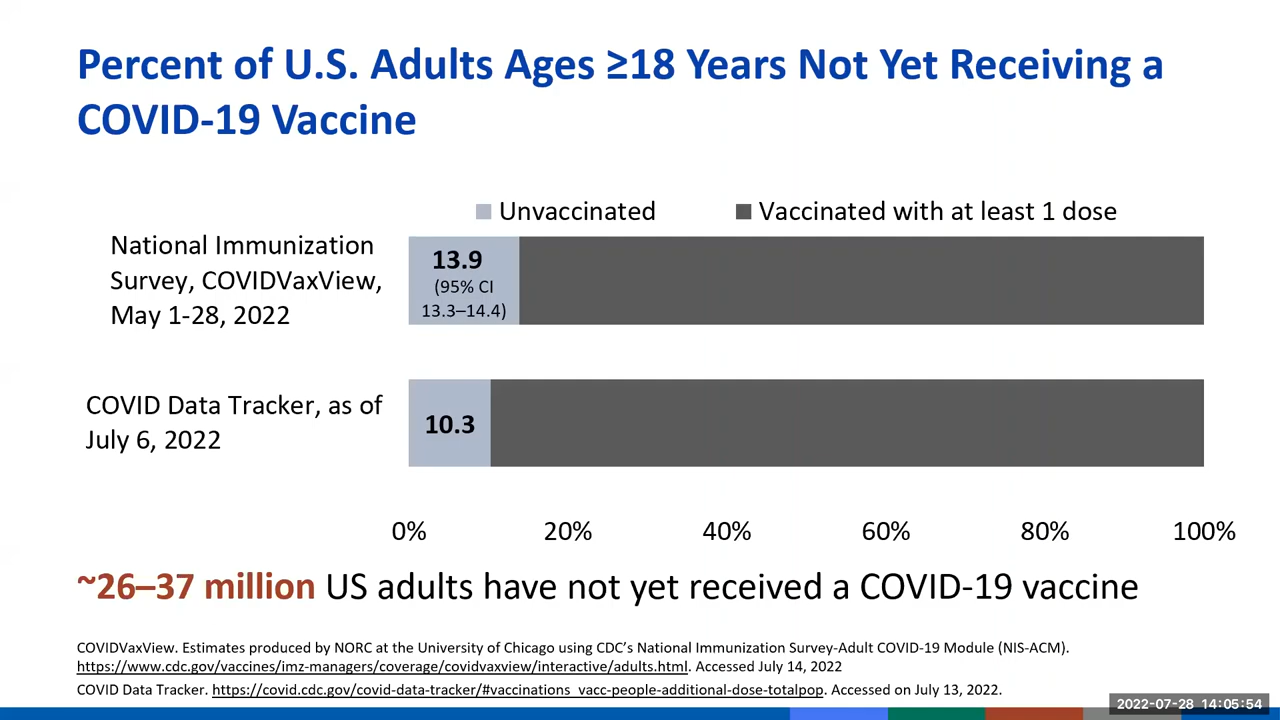 Percent of U.S. Adults Ages ≥18 Years Not Yet Receiving a
COVID-19 Vaccine
Unvaccinated
Vaccinated with at least 1 dose
National Immunization
Survey, COVIDVaxView,
May 1-28, 2022
13.9
(95% CI
13.3–14.4)
COVID Data Tracker, as of
July 6, 2022
10.3
0% 20% 40% 60% 80% 100%
~26–37 million US adults have not yet received a COVID-19 vaccine
COVIDVaxView. Estimates produced by NORC at the University of Chicago using CDC’s National Immunization Survey-Adult COVID-19 Module (NIS-ACM).
https://www.cdc.gov/vaccines/imz-managers/coverage/covidvaxview/interactive/adults.html. Accessed July 14, 2022
COVID Data Tracker. https://covid.cdc.gov/covid-data-tracker/#vaccinations_vacc-people-additional-dose-totalpop. Accessed on July 13, 2022.
2022-07-28 14:05:54